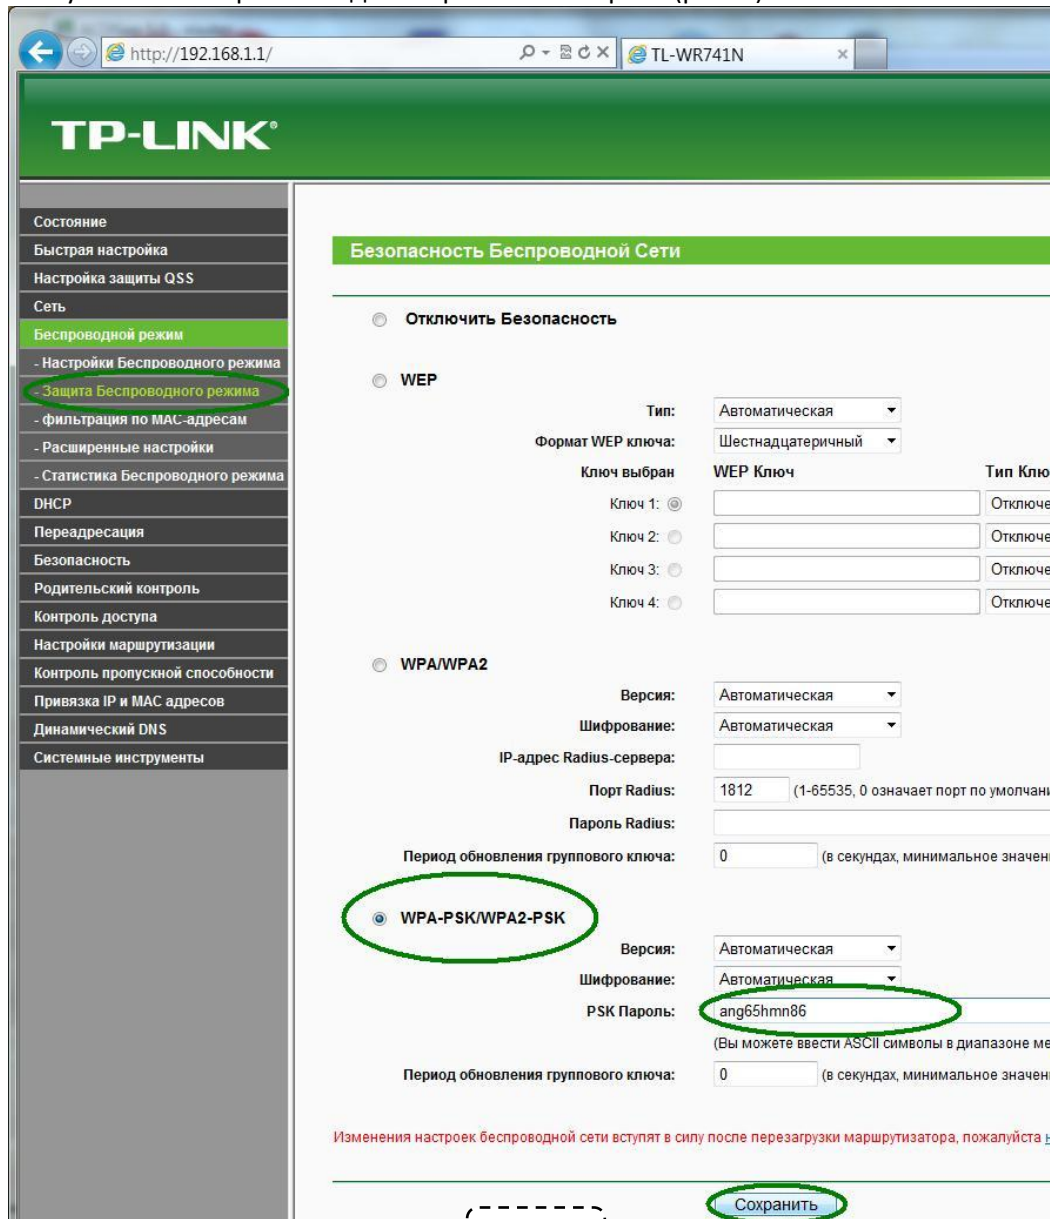 http://192.168.1.1/
TL-WR741N
TP-LINK®
Состояние
Быстрая настройка
Настройка защиты QSS
Сеть
Беспроводной режим
- Настройки Беспроводного режима
- Защита Беспроводного режима
- фильтрация по MAC-адресам
- Расширенные настройки
- Статистика Беспроводного режима
DHCP
Переадресация
Безопасность
Родительский контроль
Контроль доступа
Настройки маршрутизации
Контроль пропускной способности
Привязка IP и MAC адресов
Динамический DNS
Системные инструменты
Безопасность Беспроводной Сети
Отключить Безопасность
WEP
Тип: Автоматическая
Формат WEP ключа: Шестнадцатеричный
Ключ выбран WEP Ключ Тип Клю
Ключ 1: Отключе
Ключ 2: Отключе
Ключ 3: Отключе
Ключ 4: Отключе
WPA/WPA2
Версия: Автоматическая
Шифрование: Автоматическая
IP-адрес Radius-сервера:
Порт Radius: 1812 (1-65535, 0 означает порт по умолчани
Пароль Radius:
Период обновления группового ключа: 0 (в секундах, минимальное значен
WPA-PSK/WPA2-PSK
Версия: Автоматическая
Шифрование: Автоматическая
PSK Пароль: ang65hmn86
(Вы можете ввести ASCII символы в диапазоне ме
Период обновления группового ключа: 0 (в секундах, минимальное значен
Изменения настроек беспроводной сети вступят в силу после перезагрузки маршрутизатора, пожалуйста н
Сохранить